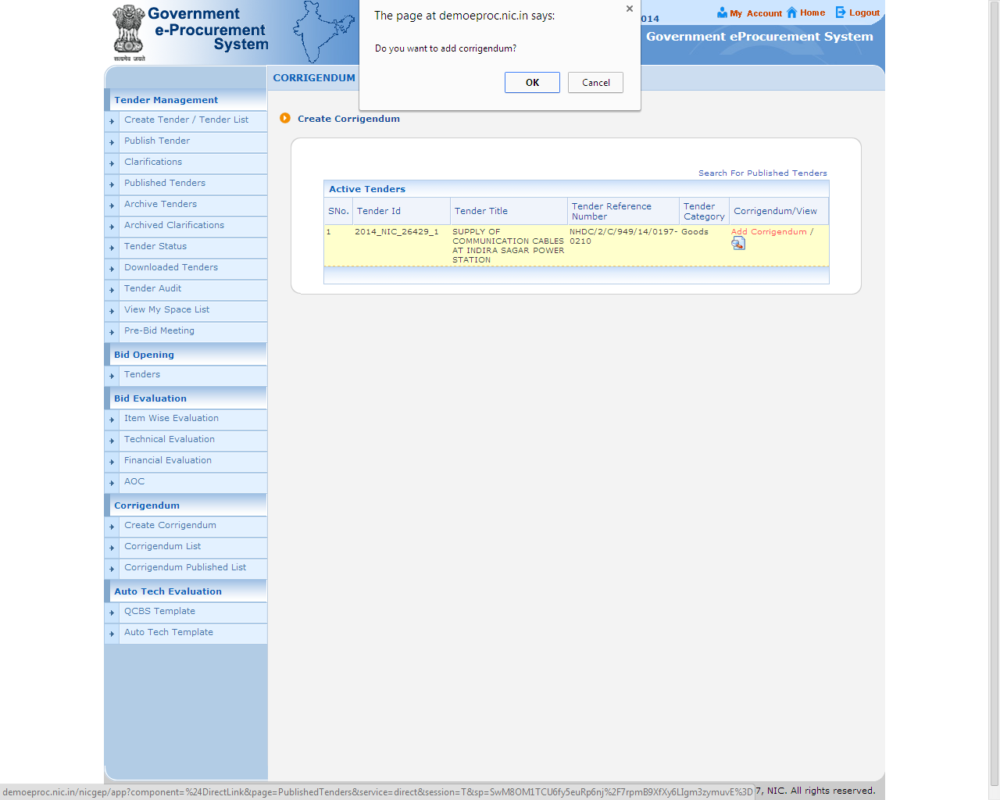 Government
e-Procurement
System
सत्यमेव जयते
The page at demoeproc.nic.in says:
Do you want to add corrigendum?
OK
Cancel
014
My Account
Home
Logout
Government eProcurement System
CORRIGENDUM
Tender Management
Create Tender / Tender List
Publish Tender
Clarifications
Published Tenders
Archive Tenders
Archived Clarifications
Tender Status
Downloaded Tenders
Tender Audit
View My Space List
Pre-Bid Meeting
Bid Opening
Tenders
Bid Evaluation
Item Wise Evaluation
Technical Evaluation
Financial Evaluation
AOC
Corrigendum
Create Corrigendum
Corrigendum List
Corrigendum Published List
Auto Tech Evaluation
QCBS Template
Auto Tech Template
Create Corrigendum
Search For Published Tenders
Active Tenders
SNo.
Tender Id
Tender Title
Tender Reference
Number
Tender
Category
Corrigendum/View
1
2014_NIC_26429_1
SUPPLY OF
COMMUNICATION CABLES
AT INDIRA SAGAR POWER
STATION
NHDC/2/C/949/14/0197-
0210
Goods
Add Corrigendum /
demoeproc.nic.in/nicgep/app?component=%24DirectLink&page=PublishedTenders&service=direct&session=T&sp=SwM8OM1TCU6fy5euRp6nj%2F7rpmB9XfXy6LIgm3zymuvE%3D
7, NIC. All rights reserved.